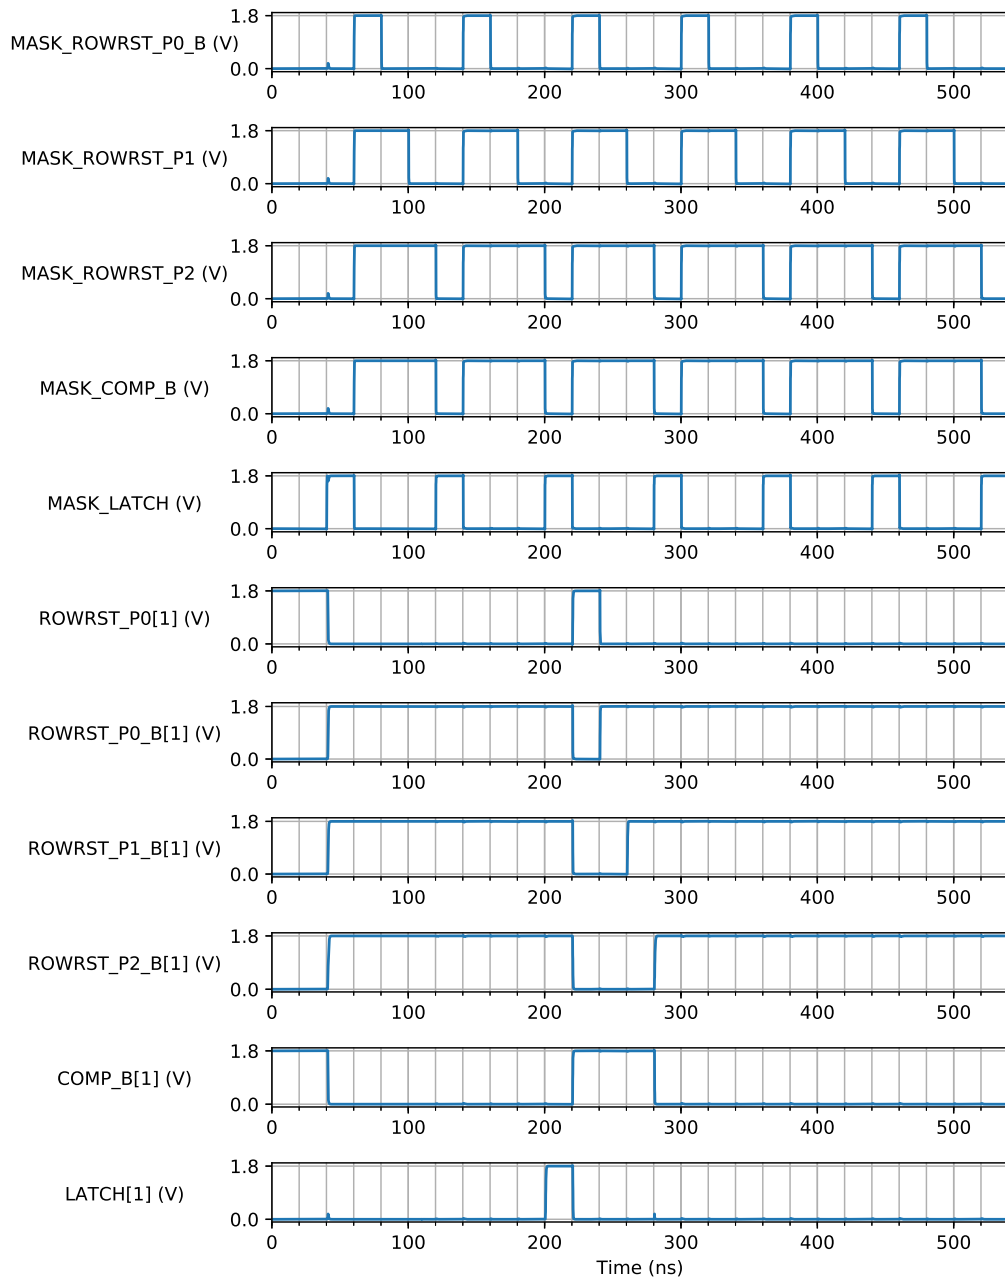 1.8
MASK_ROWRST_P0_B (V)
0.0
0 100 200 300 400 500
1.8
MASK_ROWRST_P1 (V)
0.0
0 100 200 300 400 500
1.8
MASK_ROWRST_P2 (V)
0.0
0 100 200 300 400 500
1.8
MASK_COMP_B (V)
0.0
0 100 200 300 400 500
1.8
MASK_LATCH (V)
0.0
0 100 200 300 400 500
1.8
ROWRST_P0[1] (V)
0.0
0 100 200 300 400 500
1.8
ROWRST_P0_B[1] (V)
0.0
0 100 200 300 400 500
1.8
ROWRST_P1_B[1] (V)
0.0
0 100 200 300 400 500
1.8
ROWRST_P2_B[1] (V)
0.0
0 100 200 300 400 500
1.8
COMP_B[1] (V)
0.0
0 100 200 300 400 500
1.8
LATCH[1] (V)
0.0
0 100 200 300 400 500
Time (ns)